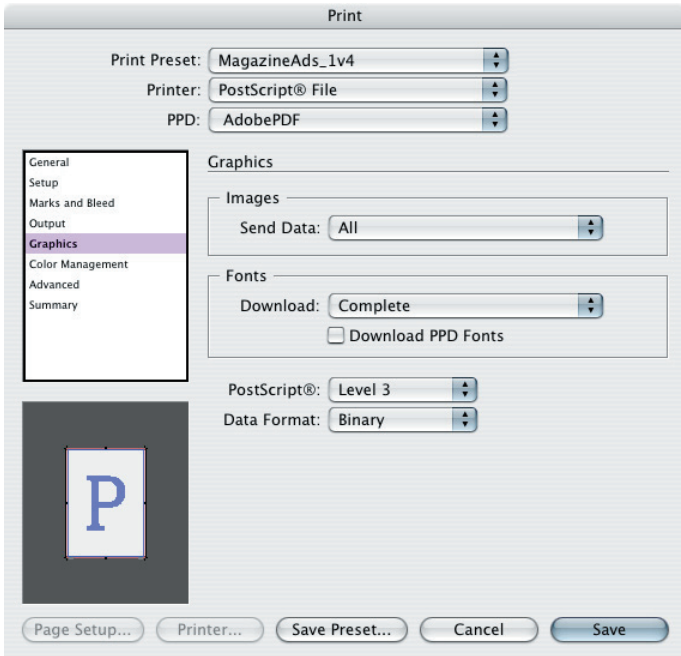 Print
Print Preset: MagazineAds_1v4
Printer: PostScript® File
PPD: AdobePDF
General
Setup
Marks and Bleed
Output
Graphics
Color Management
Advanced
Summary
Graphics
Images
Send Data: All
Fonts
Download: Complete
Download PPD Fonts
PostScript®: Level 3
Data Format: Binary
P
Page Setup... Printer... Save Preset... Cancel Save